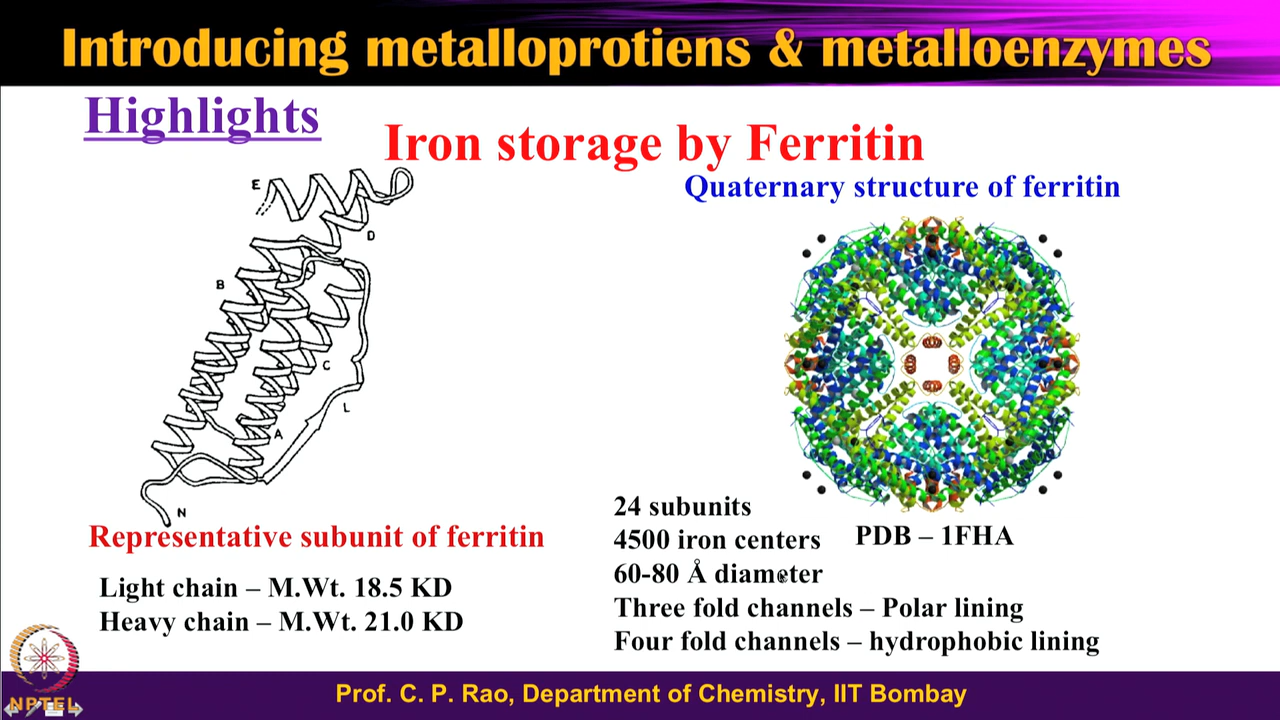 Introducing metalloprotiens & metalloenzymes
Highlights
Iron storage by Ferritin
Quaternary structure of ferritin
E
D
B
C
L
A
N
Representative subunit of ferritin
Light chain – M.Wt. 18.5 KD
Heavy chain – M.Wt. 21.0 KD
24 subunits
4500 iron centers
PDB – 1FHA
60-80 Å diameter
Three fold channels – Polar lining
Four fold channels – hydrophobic lining
NPTEL
Prof. C. P. Rao, Department of Chemistry, IIT Bombay